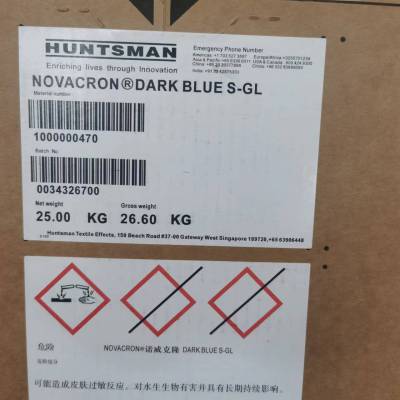 HUNTSMAN
Enriching lives through Innovation
Emergency Phone Number
NOVACRON®DARK BLUE S-GL
Material number
1000000470
Batch No
0034326700
Net weight
Gross weight
25.00 KG 26.60 KG
Huntsman Textile Effects, 150 Beach Road #37-00 Gateway West Singapore 189720,+65 63906448
危险
NOVACRON®诺威克隆 DARK BLUE S-GL
可能造成皮肤过敏反应。对水生生物有害并具有长期持续影响。